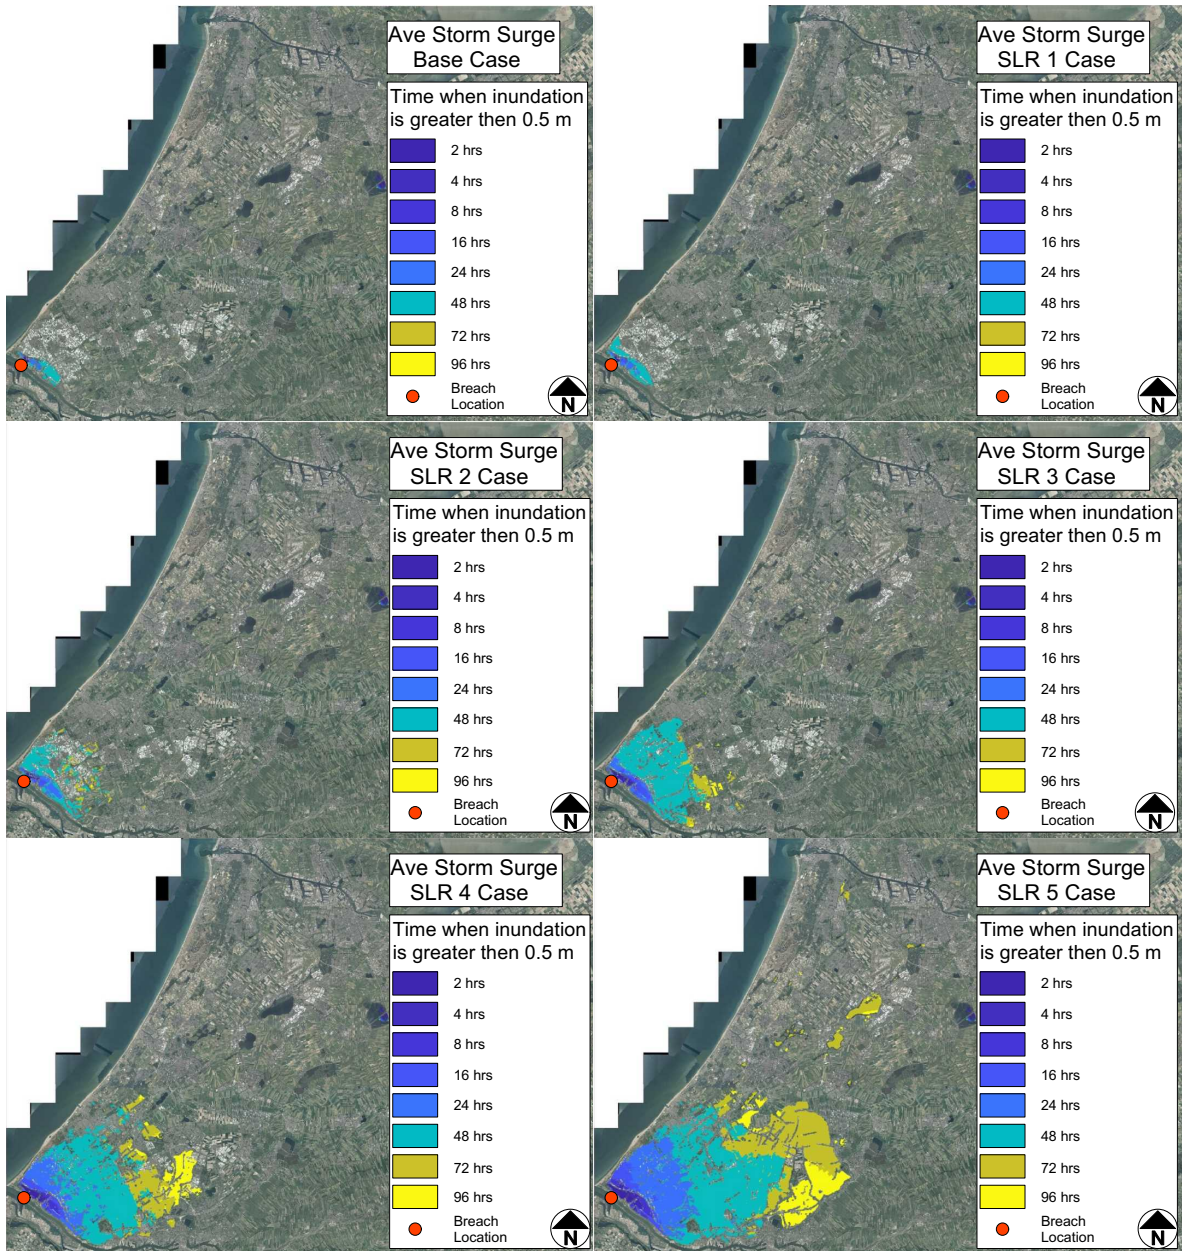 Ave Storm Surge
Base Case
Time when inundation
is greater then 0.5 m
2 hrs
4 hrs
8 hrs
16 hrs
24 hrs
48 hrs
72 hrs
96 hrs
Breach
Location
N
Ave Storm Surge
SLR 1 Case
Time when inundation
is greater then 0.5 m
2 hrs
4 hrs
8 hrs
16 hrs
24 hrs
48 hrs
72 hrs
96 hrs
Breach
Location
N
Ave Storm Surge
SLR 2 Case
Time when inundation
is greater then 0.5 m
2 hrs
4 hrs
8 hrs
16 hrs
24 hrs
48 hrs
72 hrs
96 hrs
Breach
Location
N
Ave Storm Surge
SLR 3 Case
Time when inundation
is greater then 0.5 m
2 hrs
4 hrs
8 hrs
16 hrs
24 hrs
48 hrs
72 hrs
96 hrs
Breach
Location
N
Ave Storm Surge
SLR 4 Case
Time when inundation
is greater then 0.5 m
2 hrs
4 hrs
8 hrs
16 hrs
24 hrs
48 hrs
72 hrs
96 hrs
Breach
Location
N
Ave Storm Surge
SLR 5 Case
Time when inundation
is greater then 0.5 m
2 hrs
4 hrs
8 hrs
16 hrs
24 hrs
48 hrs
72 hrs
96 hrs
Breach
Location
N